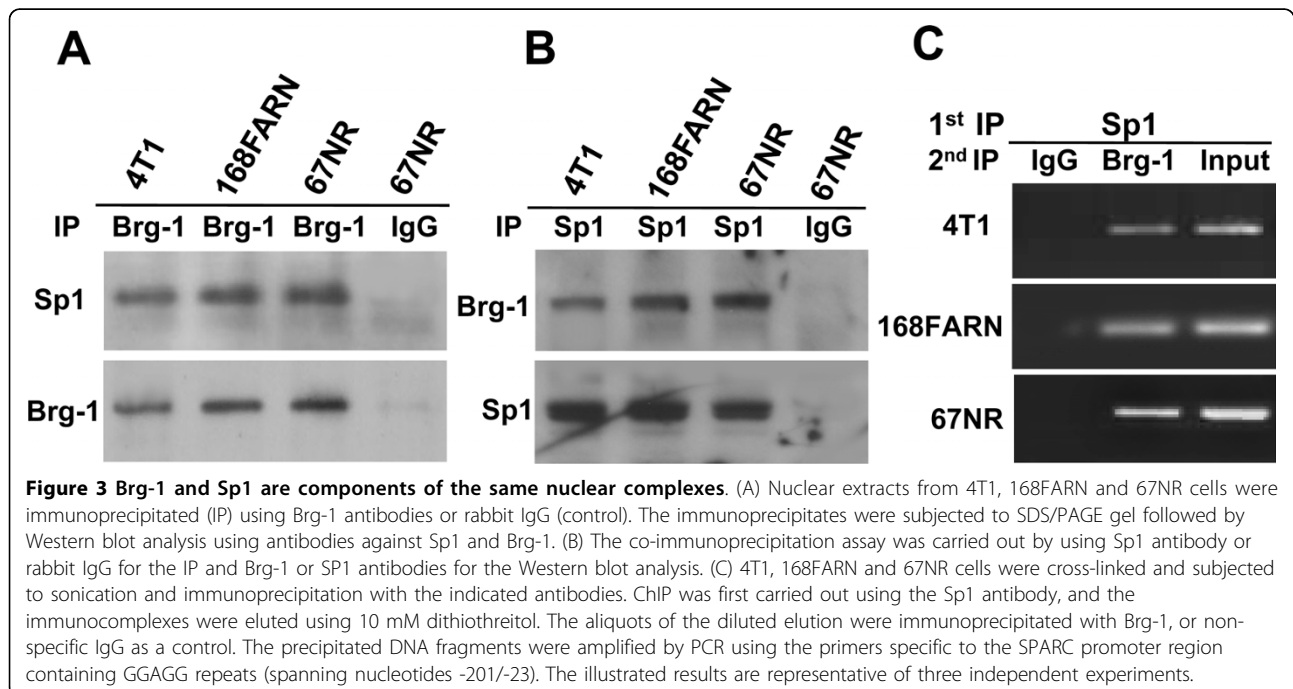 A
4T1 168FARN 67NR 67NR
IP Brg-1 Brg-1 Brg-1 IgG
Sp1
Brg-1
B
4T1 168FARN 67NR 67NR
IP Sp1 Sp1 Sp1 IgG
Brg-1
Sp1
C
1st IP Sp1
2nd IP IgG Brg-1 Input
4T1
168FARN
67NR
Figure 3 Brg-1 and Sp1 are components of the same nuclear complexes. (A) Nuclear extracts from 4T1, 168FARN and 67NR cells were
immunoprecipitated (IP) using Brg-1 antibodies or rabbit IgG (control). The immunoprecipitates were subjected to SDS/PAGE gel followed by
Western blot analysis using antibodies against Sp1 and Brg-1. (B) The co-immunoprecipitation assay was carried out by using Sp1 antibody or
rabbit IgG for the IP and Brg-1 or SP1 antibodies for the Western blot analysis. (C) 4T1, 168FARN and 67NR cells were cross-linked and subjected
to sonication and immunoprecipitation with the indicated antibodies. ChIP was first carried out using the Sp1 antibody, and the
immunocomplexes were eluted using 10 mM dithiothreitol. The aliquots of the diluted elution were immunoprecipitated with Brg-1, or non-
specific IgG as a control. The precipitated DNA fragments were amplified by PCR using the primers specific to the SPARC promoter region
containing GGAGG repeats (spanning nucleotides -201/-23). The illustrated results are representative of three independent experiments.